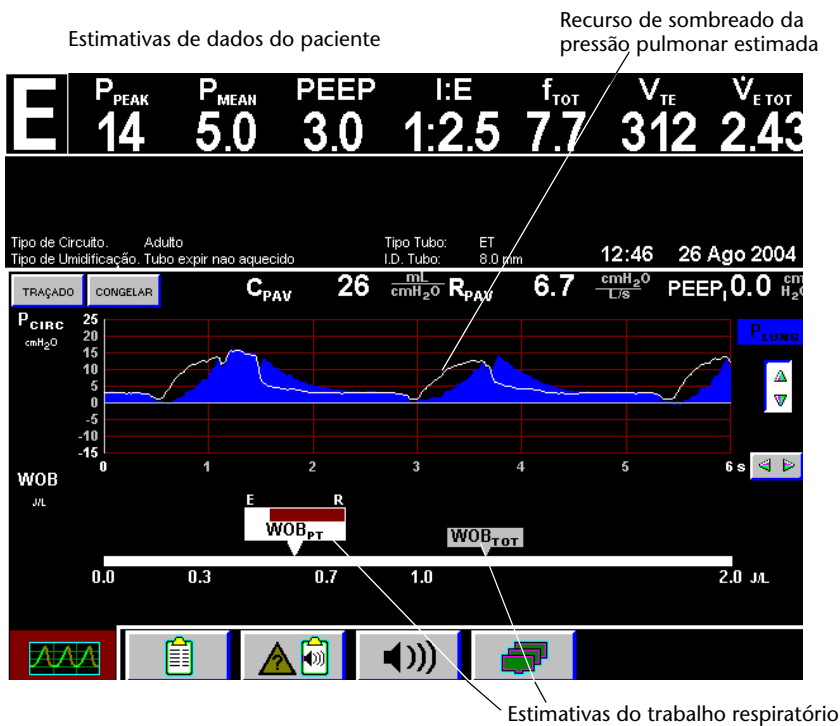 Recurso de sombreado da
Estimativas de dados do paciente
pressão pulmonar estimada
E
PPEAK PMEAN PEEP I:E fTOT VTE V̇E TOT
14 5.0 3.0 1:2.5 7.7 312 2.43
Tipo de Circuito. Adulto Tipo Tubo: ET
Tipo de Umidificação. Tubo expir nao aquecido I.D. Tubo: 8.0 mm 12:46 26 Ago 2004
TRAÇADO CONGELAR CPAV 26 mL/cmH2O RPAV 6.7 cmH2O/L/s PEEPI 0.0 cm H2
PCIRC
cmH2O
25
20
15
10
5
0
-5
-10
-15
PLUNG
0 1 2 3 4 5 6 s
WOB
J/L
E R
WOBPT
WOBTOT
0.0 0.3 0.7 1.0 2.0 J/L
?
Estimativas do trabalho respiratório